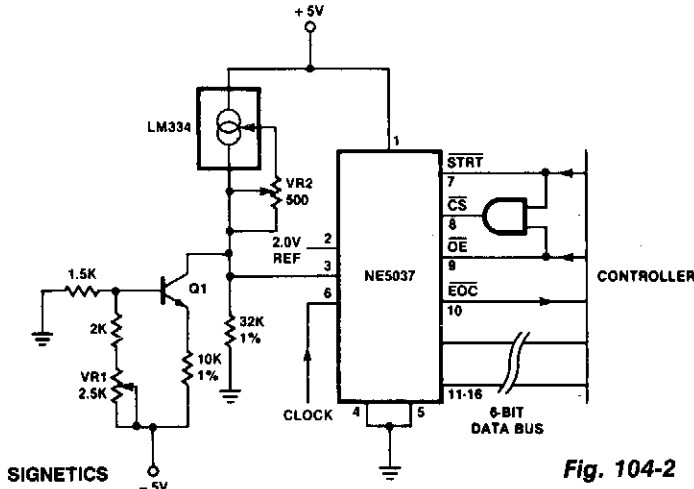 + 5V
LM334
VR2
500
1
STRT
7
CS
8
OE
9
EOC
10
2.0V
REF
2
3
6
NE5037
CONTROLLER
1.5K
Q1
2K
32K
1%
10K
1%
VR1
2.5K
CLOCK
4
5
11-16
6-BIT
DATA BUS
SIGNETICS
- 5V
Fig. 104-2